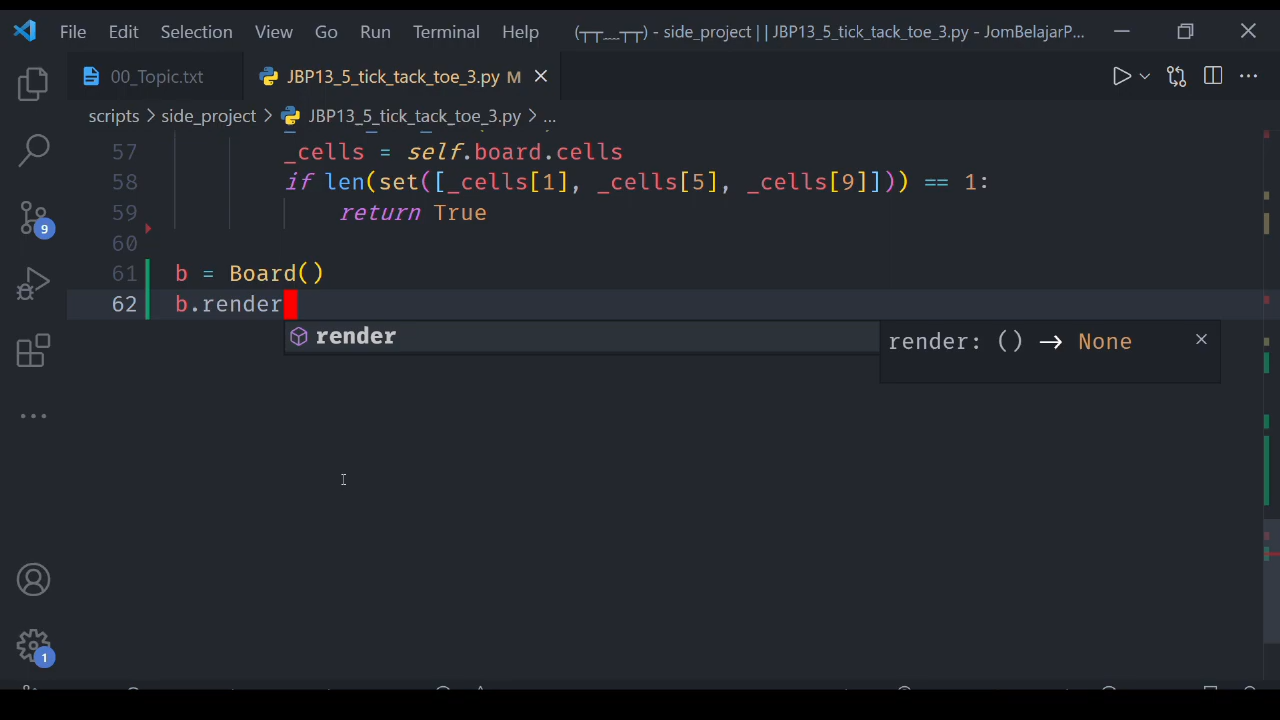 File Edit Selection View Go Run Terminal Help (┬┬﹏┬┬) - side_project | | JBP13_5_tick_tack_toe_3.py - JomBelajarP...
00_Topic.txt JBP13_5_tick_tack_toe_3.py M
scripts > side_project > JBP13_5_tick_tack_toe_3.py > ...
57 _cells = self.board.cells
58 if len(set([_cells[1], _cells[5], _cells[9]])) == 1:
59 return True
60
61 b = Board()
62 b.render
render
render: () → None
9
1